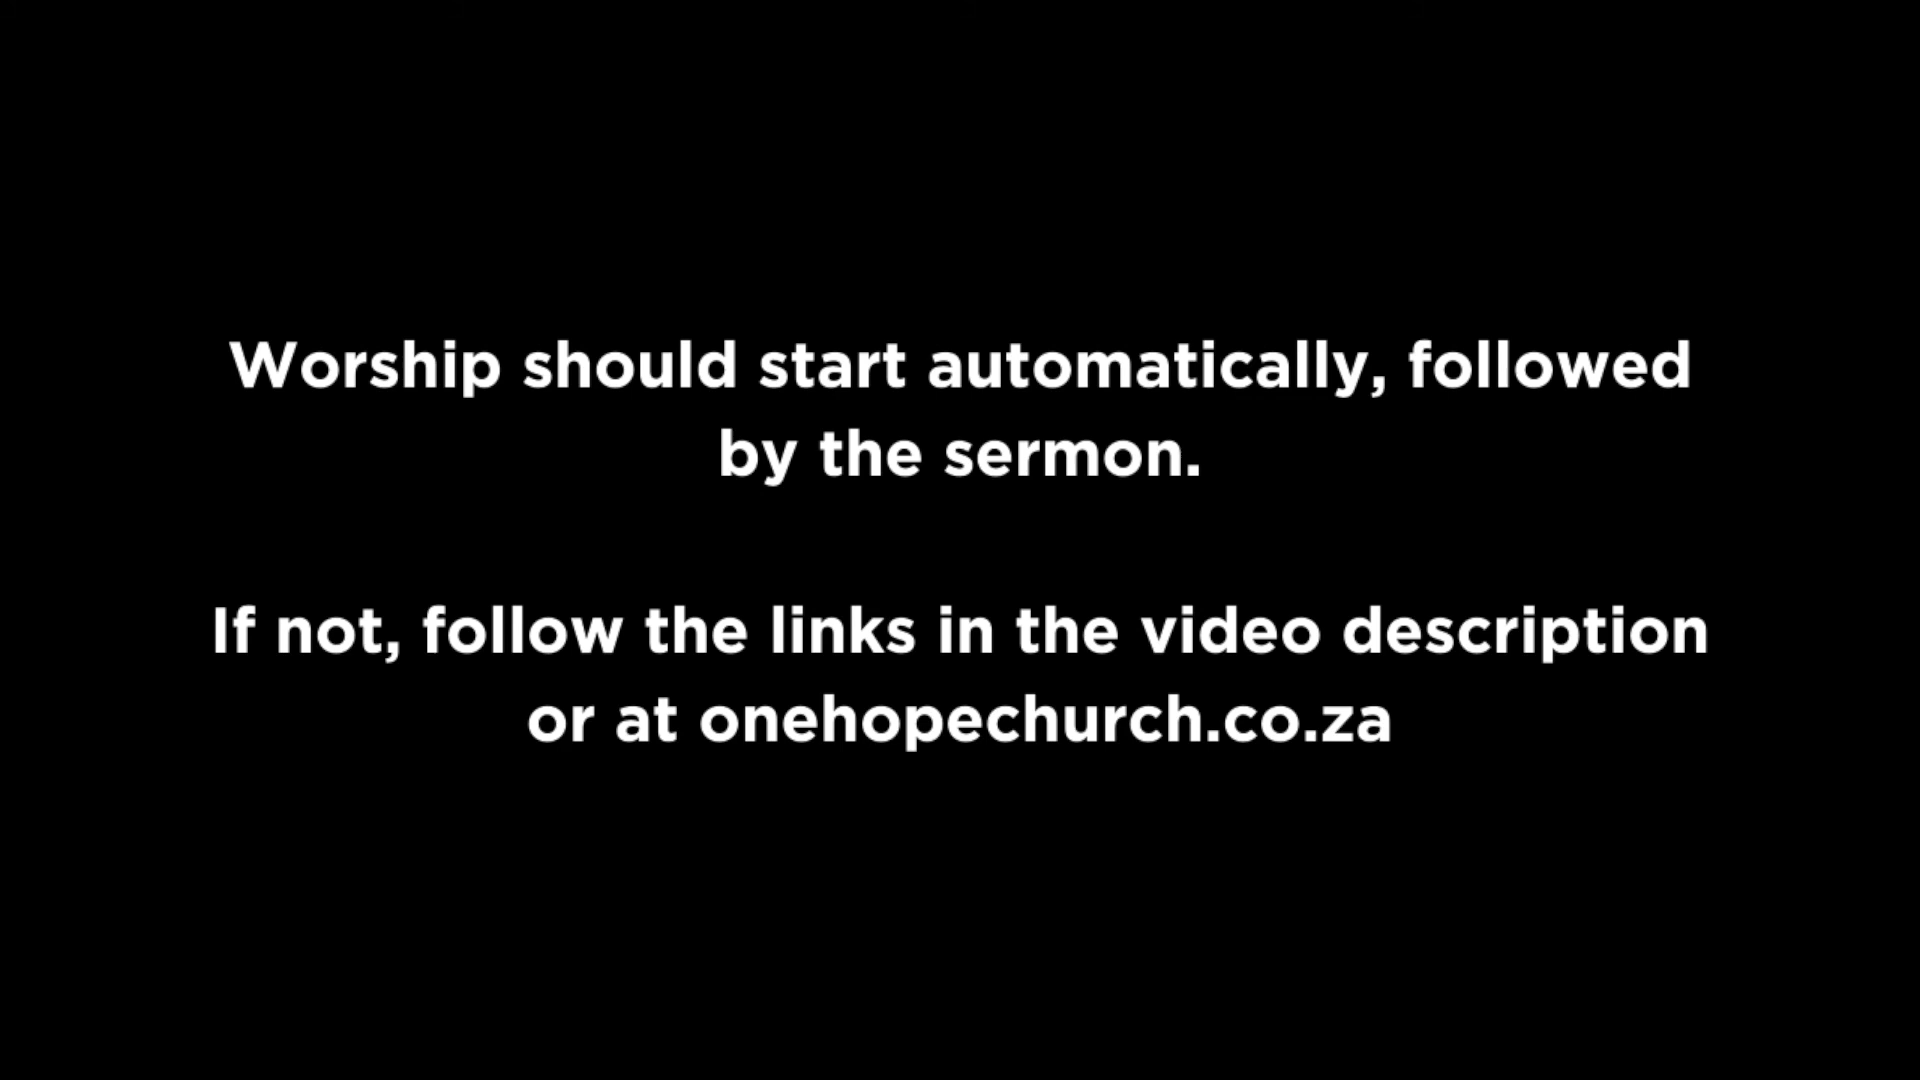 Worship should start automatically, followed
by the sermon.
If not, follow the links in the video description
or at onehopechurch.co.za